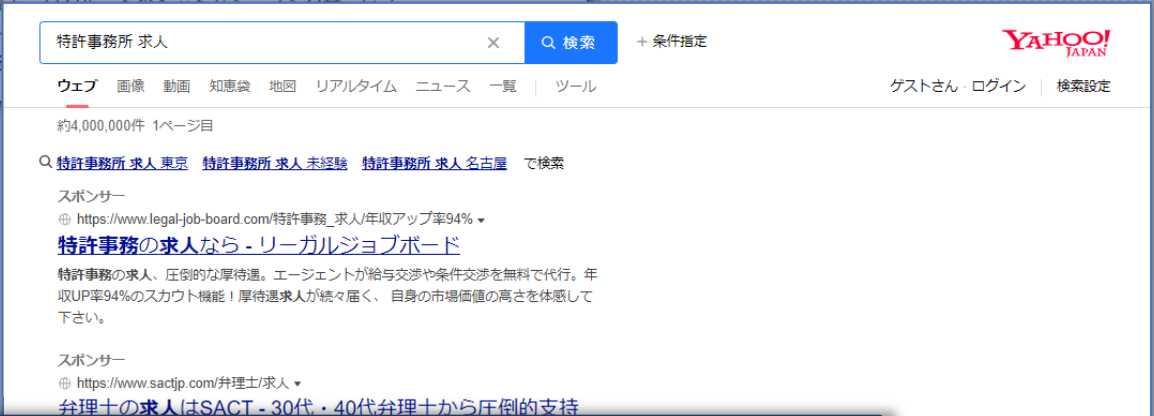 特許事務所 求人
検索
条件指定
YAHOO!
JAPAN
ウェブ 画像 動画 知恵袋 地図 リアルタイム ニュース 一覧 ツール
ゲストさん - ログイン 検索設定
約4,000,000件 1ページ目
特許事務所 求人 東京 特許事務所 求人 未経験 特許事務所 求人 名古屋 で検索
スポンサー
https://www.legal-job-board.com/特許事務_求人/年収アップ率94%
特許事務の求人なら - リーガルジョブボード
特許事務の求人、圧倒的な厚待遇。エージェントが給与交渉や条件交渉を無料で代行。年
収UP率94%のスカウト機能！厚待遇求人が続々届く、 自身の市場価値の高さを体感して
下さい。
スポンサー
https://www.sactjp.com/弁理士/求人
弁理士の求人はSACT - 30代・40代弁理士から圧倒的支持